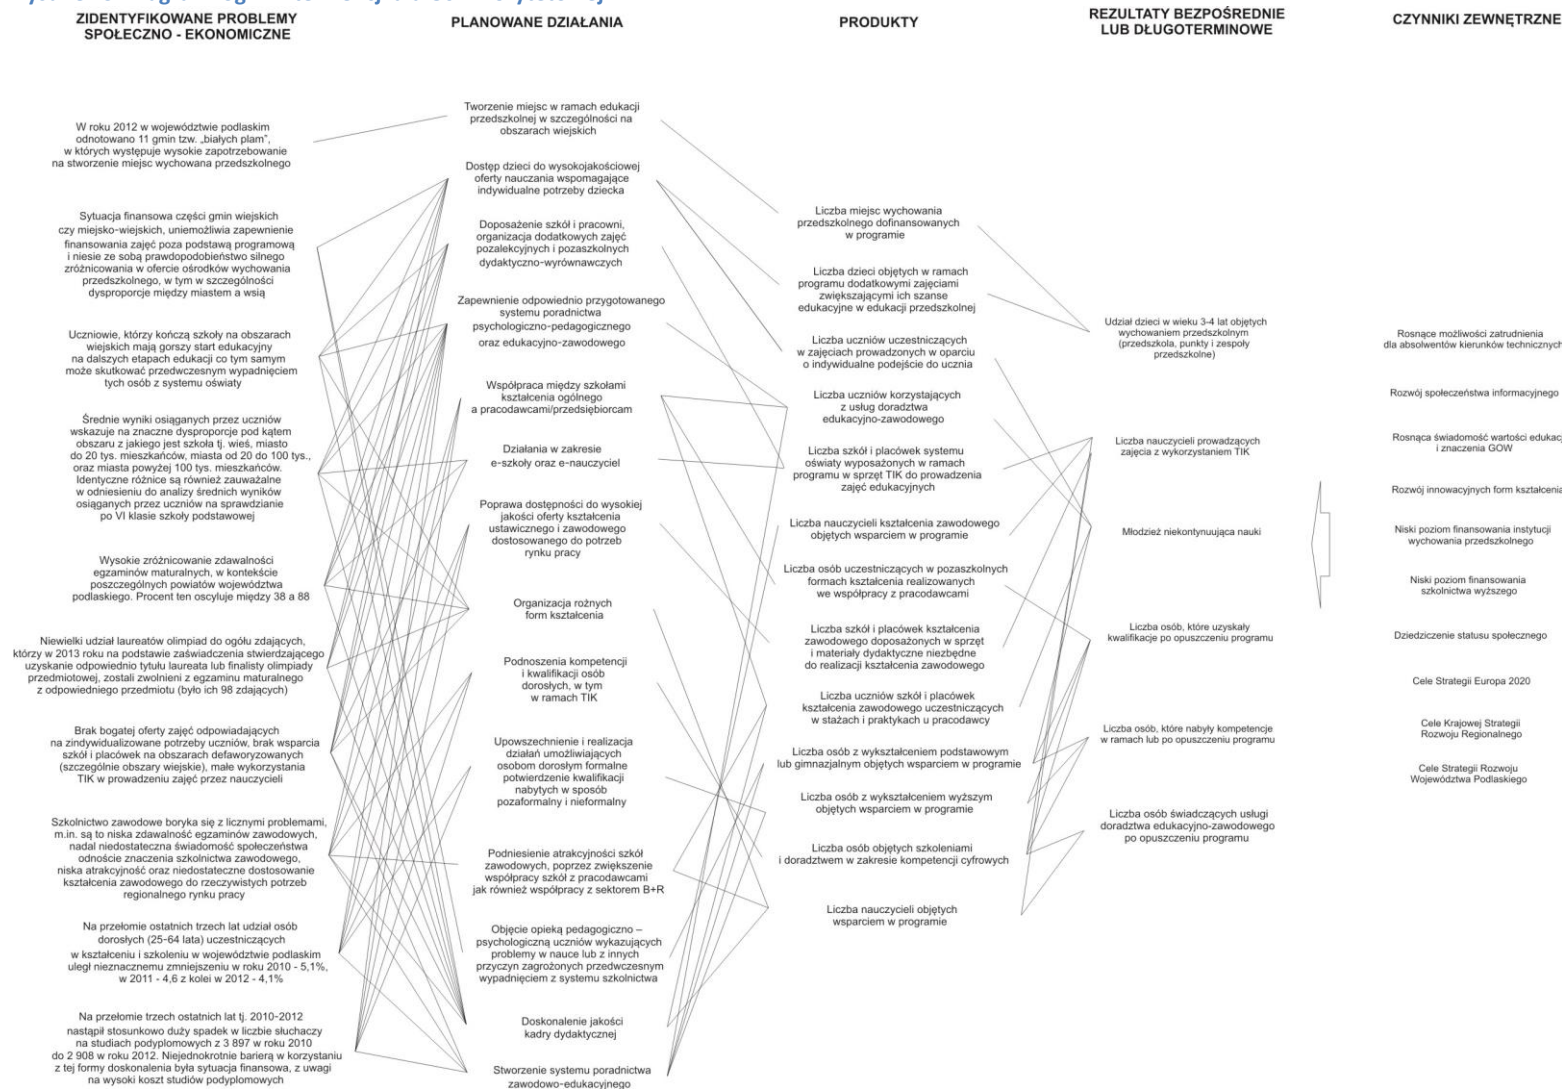 ZIDENTYFIKOWANE PROBLEMY
SPOŁECZNO - EKONOMICZNE
W roku 2012 w województwie podlaskim
odnotowano 11 gmin tzw. „białych plam”,
w których występuje wysokie zapotrzebowanie
na stworzenie miejsc wychowana przedszkolnego
Sytuacja finansowa części gmin wiejskich
czy miejsko-wiejskich, uniemożliwia zapewnienie
finansowania zajęć poza podstawą programową
i niesie ze sobą prawdopodobieństwo silnego
zróżnicowania w ofercie ośrodków wychowania
przedszkolnego, w tym w szczególności
dysproporcje między miastem a wsią
Uczniowie, którzy kończą szkoły na obszarach
wiejskich mają gorszy start edukacyjny
na dalszych etapach edukacji co tym samym
może skutkować przedwczesnym wypadnięciem
tych osób z systemu oświaty
Średnie wyniki osiąganych przez uczniów
wskazuje na znaczne dysproporcje pod kątem
obszaru z jakiego jest szkoła tj. wieś, miasto
do 20 tys. mieszkańców, miasta od 20 do 100 tys.,
oraz miasta powyżej 100 tys. mieszkańców.
Identyczne różnice są również zauważalne
w odniesieniu do analizy średnich wyników
osiąganych przez uczniów na sprawdzianie
po VI klasie szkoły podstawowej
Wysokie zróżnicowanie zdawalności
egzaminów maturalnych, w kontekście
poszczególnych powiatów województwa
podlaskiego. Procent ten oscyluje między 38 a 88
Niewielki udział laureatów olimpiad do ogółu zdających,
którzy w 2013 roku na podstawie zaświadczenia stwierdzającego
uzyskanie odpowiednio tytułu laureata lub finalisty olimpiady
przedmiotowej, zostali zwolnieni z egzaminu maturalnego
z odpowiedniego przedmiotu (było ich 98 zdających)
Brak bogatej oferty zajęć odpowiadających
na zindywidualizowane potrzeby uczniów, brak wsparcia
szkół i placówek na obszarach defaworyzowanych
(szczególnie obszary wiejskie), małe wykorzystania
TIK w prowadzeniu zajęć przez nauczycieli
Szkolnictwo zawodowe boryka się z licznymi problemami,
m.in. są to niska zdawalność egzaminów zawodowych,
nadal niedostateczna świadomość społeczeństwa
odnoście znaczenia szkolnictwa zawodowego,
niska atrakcyjność oraz niedostateczne dostosowanie
kształcenia zawodowego do rzeczywistych potrzeb
regionalnego rynku pracy
Na przełomie ostatnich trzech lat udział osób
dorosłych (25-64 lata) uczestniczących
w kształceniu i szkoleniu w województwie podlaskim
uległ nieznacznemu zmniejszeniu w roku 2010 - 5,1%,
w 2011 - 4,6 z kolei w 2012 - 4,1%
Na przełomie trzech ostatnich lat tj. 2010-2012
nastąpił stosunkowo duży spadek w liczbie słuchaczy
na studiach podyplomowych z 3 897 w roku 2010
do 2 908 w roku 2012. Niejednokrotnie barierą w korzystaniu
z tej formy doskonalenia była sytuacja finansowa, z uwagi
na wysoki koszt studiów podyplomowych
PLANOWANE DZIAŁANIA
Tworzenie miejsc w ramach edukacji
przedszkolnej w szczególności na
obszarach wiejskich
Dostęp dzieci do wysokojakościowej
oferty nauczania wspomagające
indywidualne potrzeby dziecka
Doposażenie szkół i pracowni,
organizacja dodatkowych zajęć
pozalekcyjnych i pozaszkolnych
dydaktyczno-wyrównawczych
Zapewnienie odpowiednio przygotowanego
systemu poradnictwa
psychologiczno-pedagogicznego
oraz edukacyjno-zawodowego
Współpraca między szkołami
kształcenia ogólnego
a pracodawcami/przedsiębiorcam
Działania w zakresie
e-szkoły oraz e-nauczyciel
Poprawa dostępności do wysokiej
jakości oferty kształcenia
ustawicznego i zawodowego
dostosowanego do potrzeb
rynku pracy
Organizacja rożnych
form kształcenia
Podnoszenia kompetencji
i kwalifikacji osób
dorosłych, w tym
w ramach TIK
Upowszechnienie i realizacja
działań umożliwiających
osobom dorosłym formalne
potwierdzenie kwalifikacji
nabytych w sposób
pozaformalny i nieformalny
Podniesienie atrakcyjności szkół
zawodowych, poprzez zwiększenie
współpracy szkół z pracodawcami
jak również współpracy z sektorem B+R
Objęcie opieką pedagogiczno –
psychologiczną uczniów wykazujących
problemy w nauce lub z innych
przyczyn zagrożonych przedwczesnym
wypadnięciem z systemu szkolnictwa
Doskonalenie jakości
kadry dydaktycznej
Stworzenie systemu poradnictwa
zawodowo-edukacyjnego
PRODUKTY
Liczba miejsc wychowania
przedszkolnego dofinansowanych
w programie
Liczba dzieci objętych w ramach
programu dodatkowymi zajęciami
zwiększającymi ich szanse
edukacyjne w edukacji przedszkolnej
Liczba uczniów uczestniczących
w zajęciach prowadzonych w oparciu
o indywidualne podejście do ucznia
Liczba uczniów korzystających
z usług doradztwa
edukacyjno-zawodowego
Liczba szkół i placówek systemu
oświaty wyposażonych w ramach
programu w sprzęt TIK do prowadzenia
zajęć edukacyjnych
Liczba nauczycieli kształcenia zawodowego
objętych wsparciem w programie
Liczba osób uczestniczących w pozaszkolnych
formach kształcenia realizowanych
we współpracy z pracodawcami
Liczba szkół i placówek kształcenia
zawodowego doposażonych w sprzęt
i materiały dydaktyczne niezbędne
do realizacji kształcenia zawodowego
Liczba uczniów szkół i placówek
kształcenia zawodowego uczestniczących
w stażach i praktykach u pracodawcy
Liczba osób z wykształceniem podstawowym
lub gimnazjalnym objętych wsparciem w programie
Liczba osób z wykształceniem wyższym
objętych wsparciem w programie
Liczba osób objętych szkoleniami
i doradztwem w zakresie kompetencji cyfrowych
Liczba nauczycieli objętych
wsparciem w programie
REZULTATY BEZPOŚREDNIE
LUB DŁUGOTERMINOWE
Udział dzieci w wieku 3-4 lat objętych
wychowaniem przedszkolnym
(przedszkola, punkty i zespoły
przedszkolne)
Liczba nauczycieli prowadzących
zajęcia z wykorzystaniem TIK
Młodzież niekontynuująca nauki
Liczba osób, które uzyskały
kwalifikacje po opuszczeniu programu
Liczba osób, które nabyły kompetencje
w ramach lub po opuszczeniu programu
Liczba osób świadczących usługi
doradztwa edukacyjno-zawodowego
po opuszczeniu programu
CZYNNIKI ZEWNĘTRZNE
Rosnące możliwości zatrudnienia
dla absolwentów kierunków technicznych
Rozwój społeczeństwa informacyjnego
Rosnąca świadomość wartości edukac
i znaczenia GOW
Rozwój innowacyjnych form kształcenia
Niski poziom finansowania instytucji
wychowania przedszkolnego
Niski poziom finansowania
szkolnictwa wyższego
Dziedziczenie statusu społecznego
Cele Strategii Europa 2020
Cele Krajowej Strategii
Rozwoju Regionalnego
Cele Strategii Rozwoju
Województwa Podlaskiego